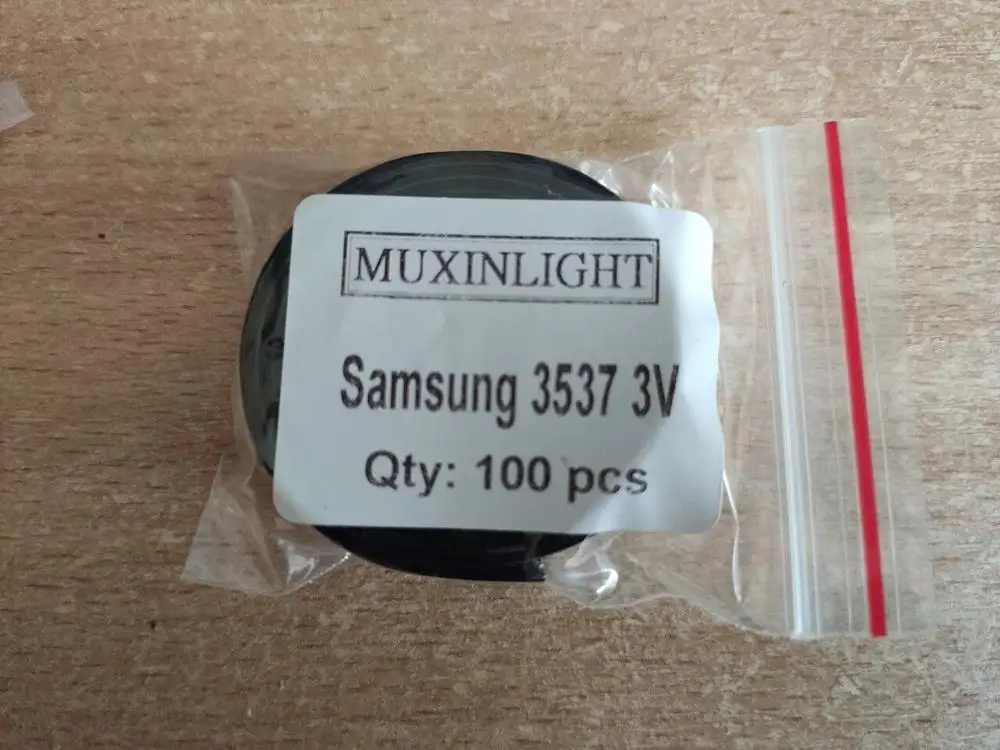 MUXINLIGHT
Samsung 3537 3V
Qty: 100 pcs